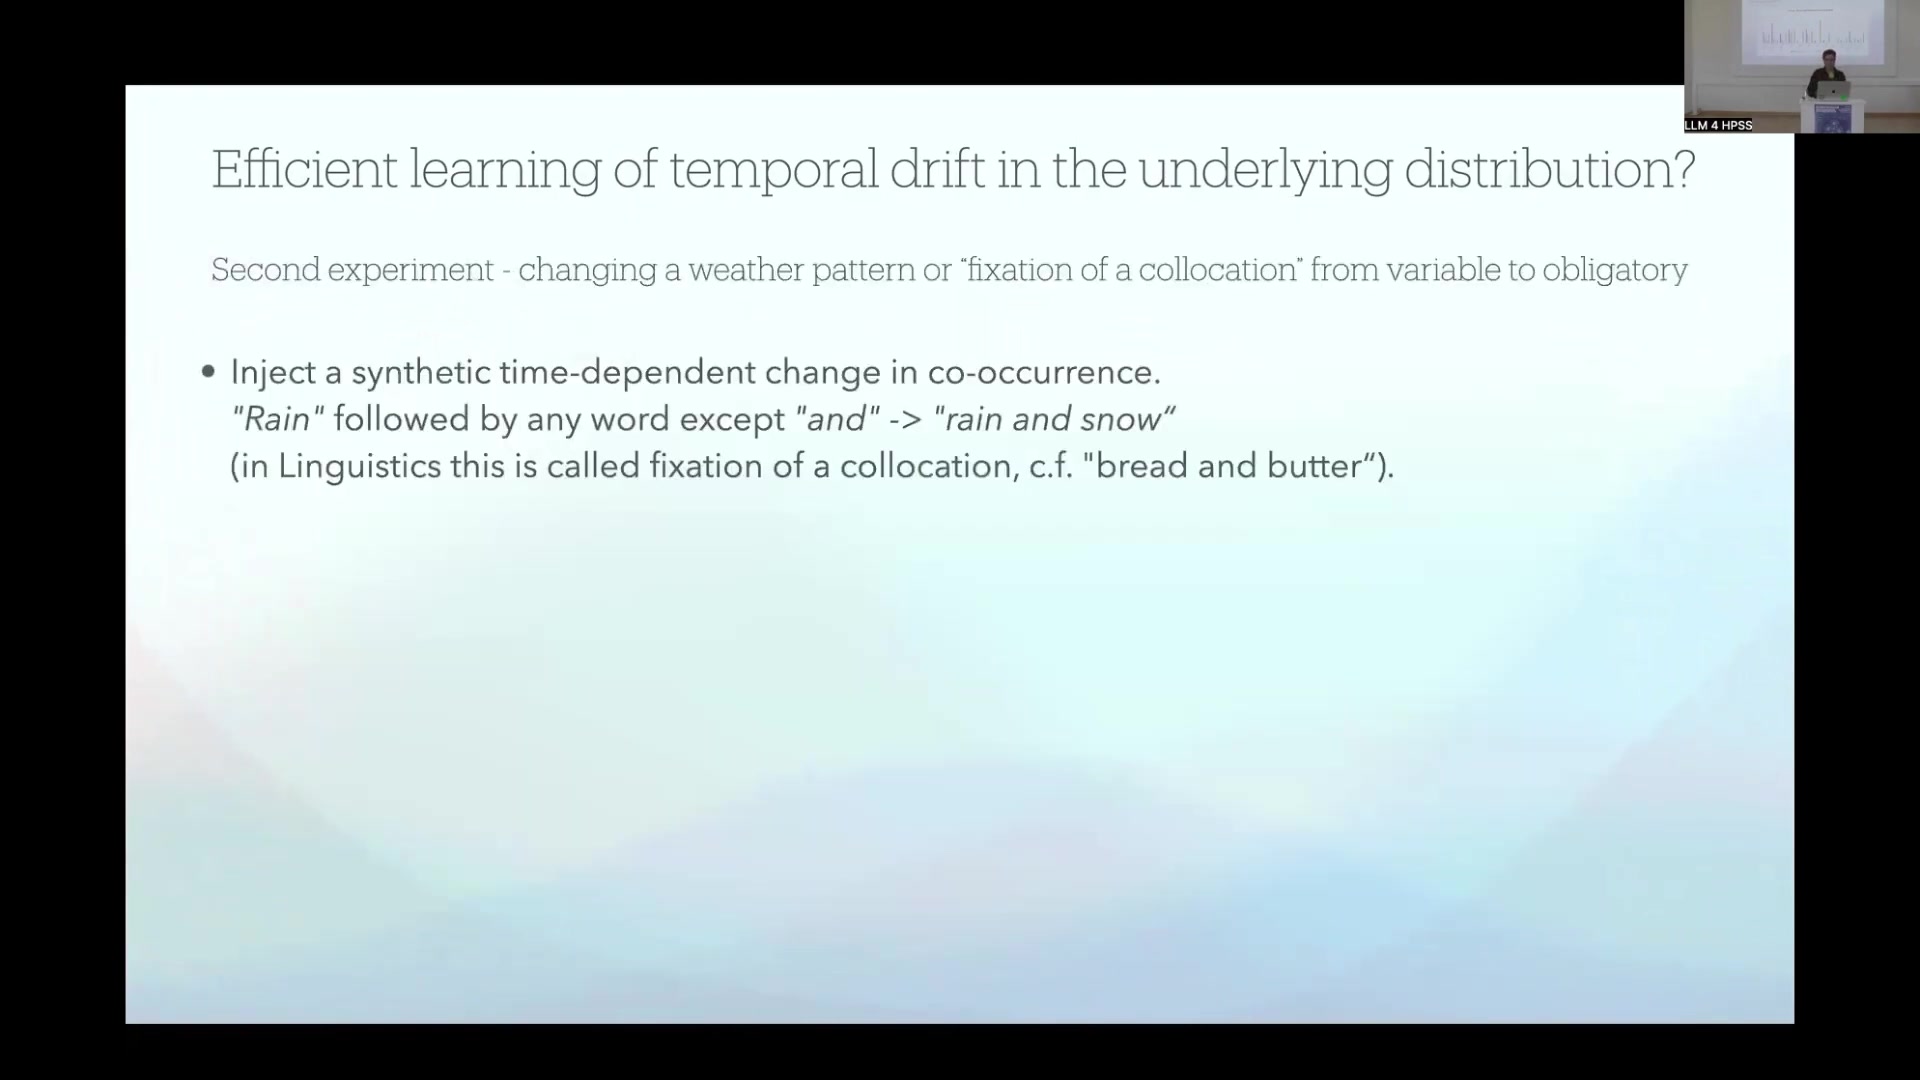 Efficient learning of temporal drift in the underlying distribution?
Second experiment - changing a weather pattern or “fixation of a collocation” from variable to obligatory
• Inject a synthetic time-dependent change in co-occurrence.
"Rain" followed by any word except "and" -> "rain and snow“
(in Linguistics this is called fixation of a collocation, c.f. "bread and butter“).
LLM 4 HPSS